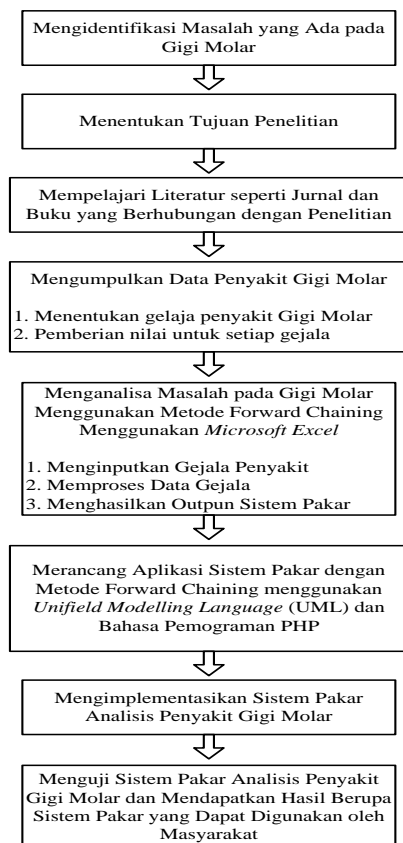 Mengidentifikasi Masalah yang Ada pada
Gigi Molar
Menentukan Tujuan Penelitian
Mempelajari Literatur seperti Jurnal dan
Buku yang Berhubungan dengan Penelitian
Mengumpulkan Data Penyakit Gigi Molar
1. Menentukan gelaja penyakit Gigi Molar
2. Pemberian nilai untuk setiap gejala
Menganalisa Masalah pada Gigi Molar
Menggunakan Metode Forward Chaining
Menggunakan Microsoft Excel
1. Menginputkan Gejala Penyakit
2. Memproses Data Gejala
3. Menghasilkan Outpun Sistem Pakar
Merancang Aplikasi Sistem Pakar dengan
Metode Forward Chaining menggunakan
Unifield Modelling Language (UML) dan
Bahasa Pemograman PHP
Mengimplementasikan Sistem Pakar
Analisis Penyakit Gigi Molar
Menguji Sistem Pakar Analisis Penyakit
Gigi Molar dan Mendapatkan Hasil Berupa
Sistem Pakar yang Dapat Digunakan oleh
Masyarakat